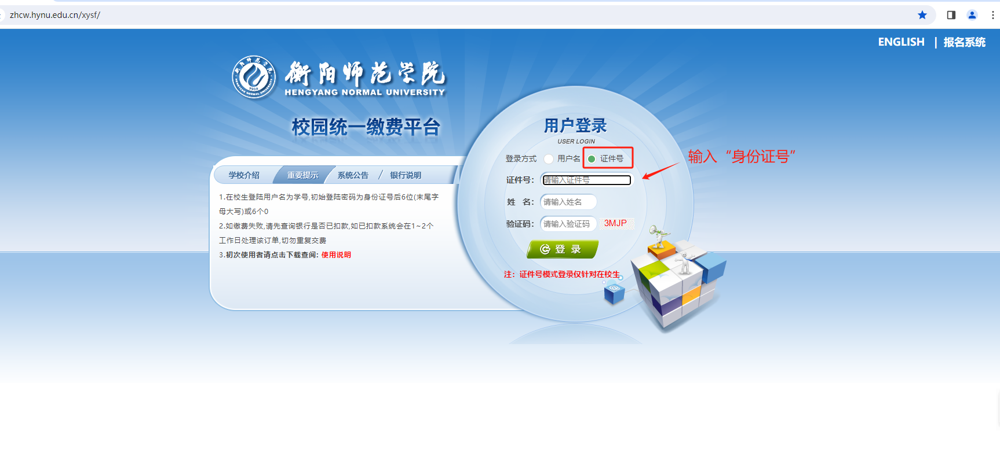 zhcw.hynu.edu.cn/xysf/
ENGLISH | 报名系统
衡阳师范学院
HENGYANG NORMAL UNIVERSITY
衡阳师范学院
1904
HENGYANG NORMAL UNIVERSITY
校园统一缴费平台
用户登录
USER LOGIN
登录方式 用户名 证件号
输入“身份证号”
证件号： 请输入证件号
姓 名： 请输入姓名
验证码： 请输入验证码 3MJP
登 录
注：证件号模式登录仅针对在校生
学校介绍 重要提示 系统公告 / 银行说明
1.在校生登陆用户名为学号,初始登陆密码为身份证号后6位(末尾字
母大写)或6个0
2.如缴费失败,请先查询银行是否已扣款,如已扣款系统会在1~2个
工作日处理该订单,切勿重复交费
3.初次使用者请点击下载查阅: 使用说明